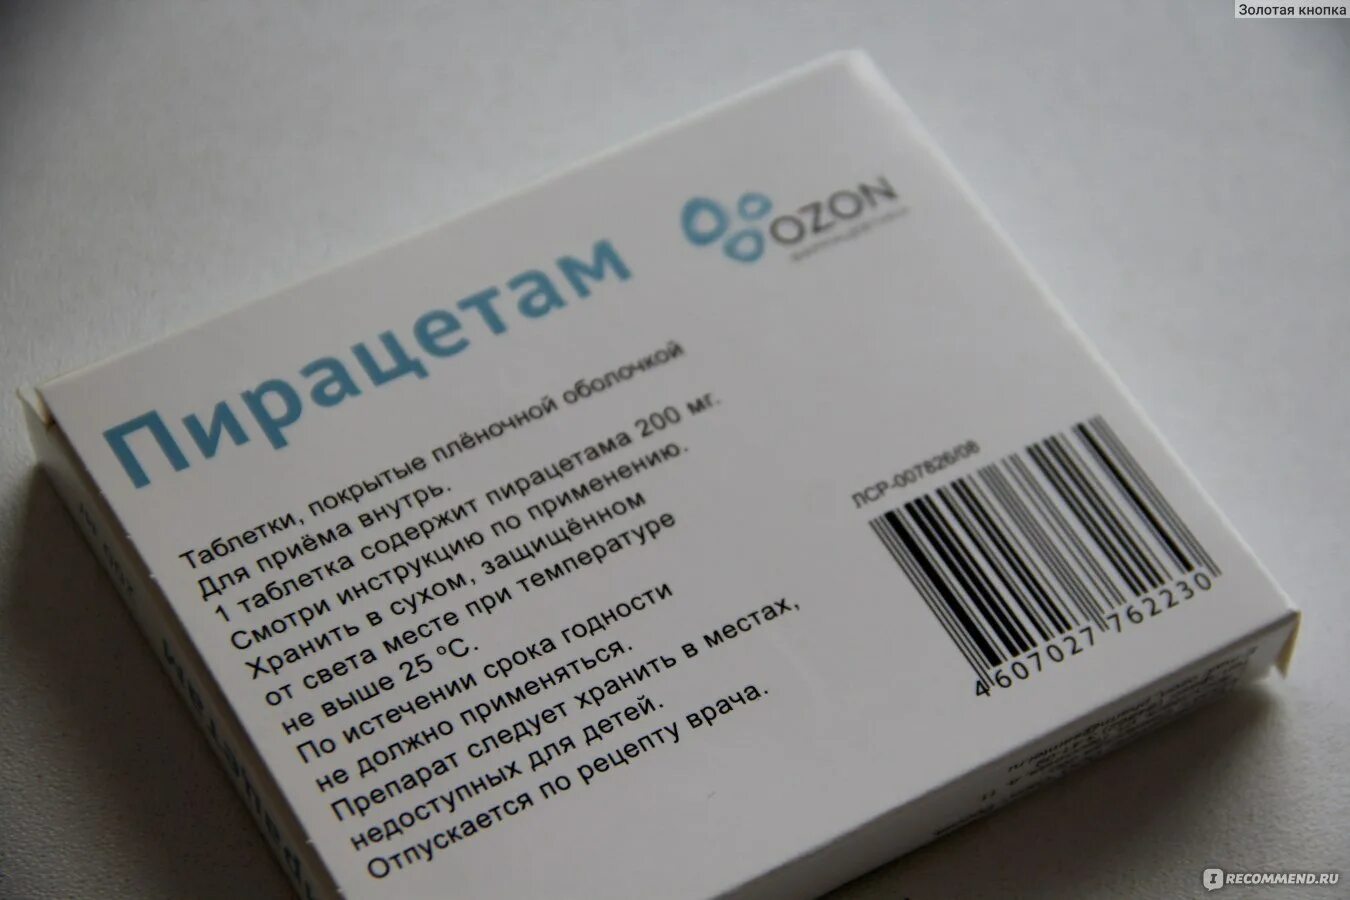 Золотая кнопка
OZON
Пирацетам
Таблетки, покрытые плёночной оболочкой
Для приёма внутрь.
1 таблетка содержит пирацетама 200 мг.
Смотри инструкцию по применению.
Хранить в сухом, защищённом
от света месте при температуре
не выше 25 °С.
По истечении срока годности
не должно применяться.
Препарат следует хранить в местах,
недоступных для детей.
Отпускается по рецепту врача.
ЛСР-007826/08
4 607027 762230
IRECOMMEND.RU